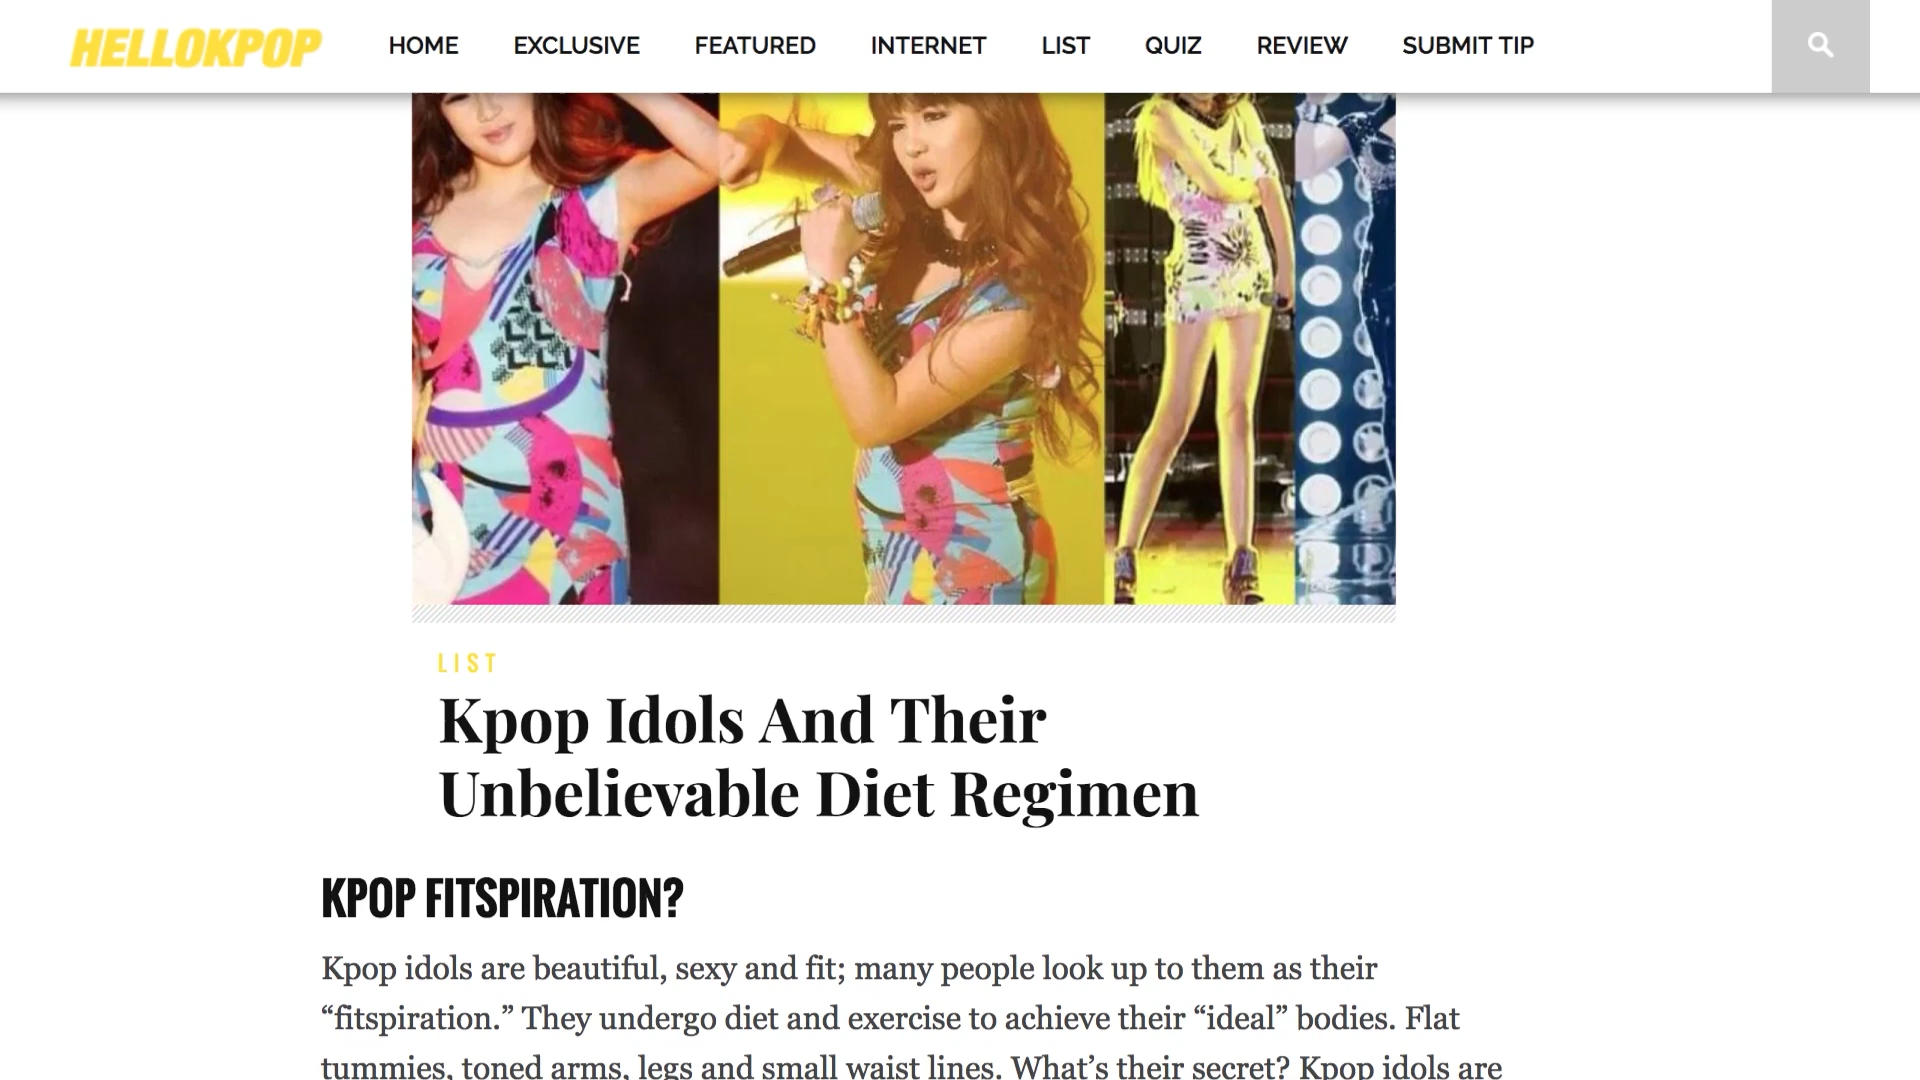 HELLOKPOP HOME EXCLUSIVE FEATURED INTERNET LIST QUIZ REVIEW SUBMIT TIP
LIST
Kpop Idols And Their
Unbelievable Diet Regimen
KPOP FITSPIRATION?
Kpop idols are beautiful, sexy and fit; many people look up to them as their
“fitspiration.” They undergo diet and exercise to achieve their “ideal” bodies. Flat
tummies, toned arms, legs and small waist lines. What’s their secret? Kpop idols are